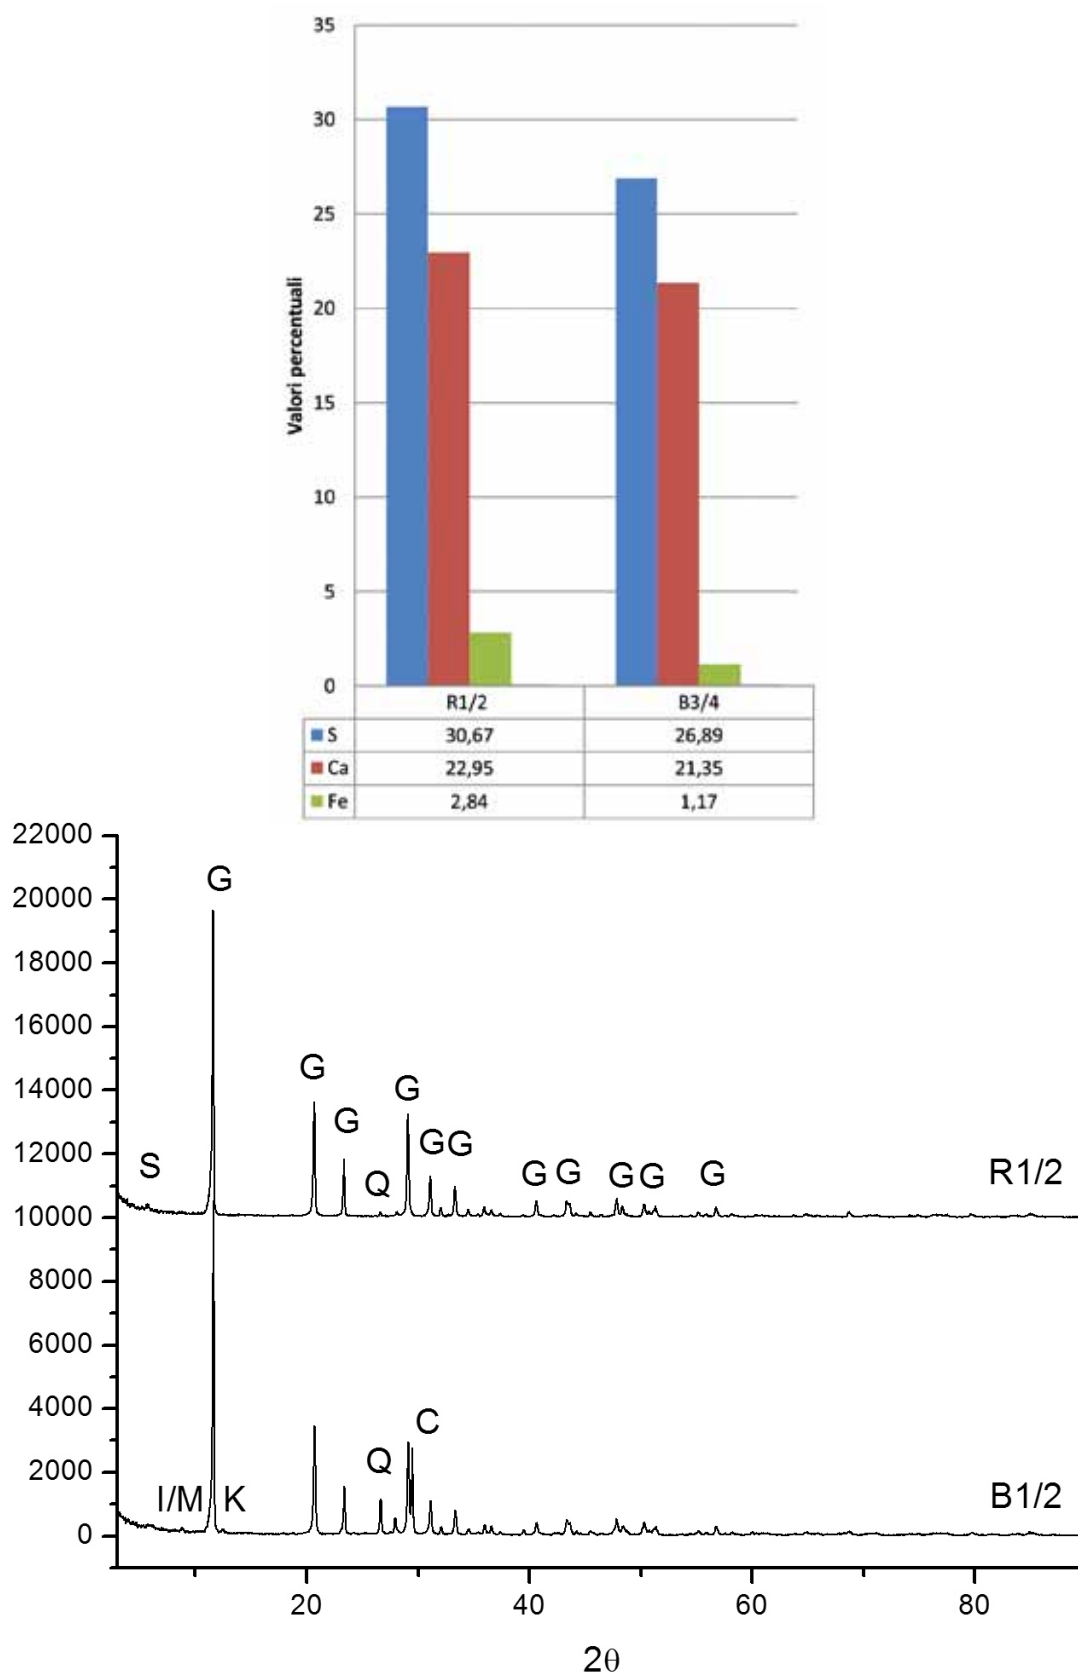 35
30
25
20
15
10
5
0
Valori percentuali
R1/2 B3/4
S 30,67 26,89
Ca 22,95 21,35
Fe 2,84 1,17
22000
20000
18000
16000
14000
12000
10000
8000
6000
4000
2000
0
G
G
G
G
G G
S
Q
G G G G G
R1/2
C
Q
I/M K
B1/2
20 40 60 80
2θ